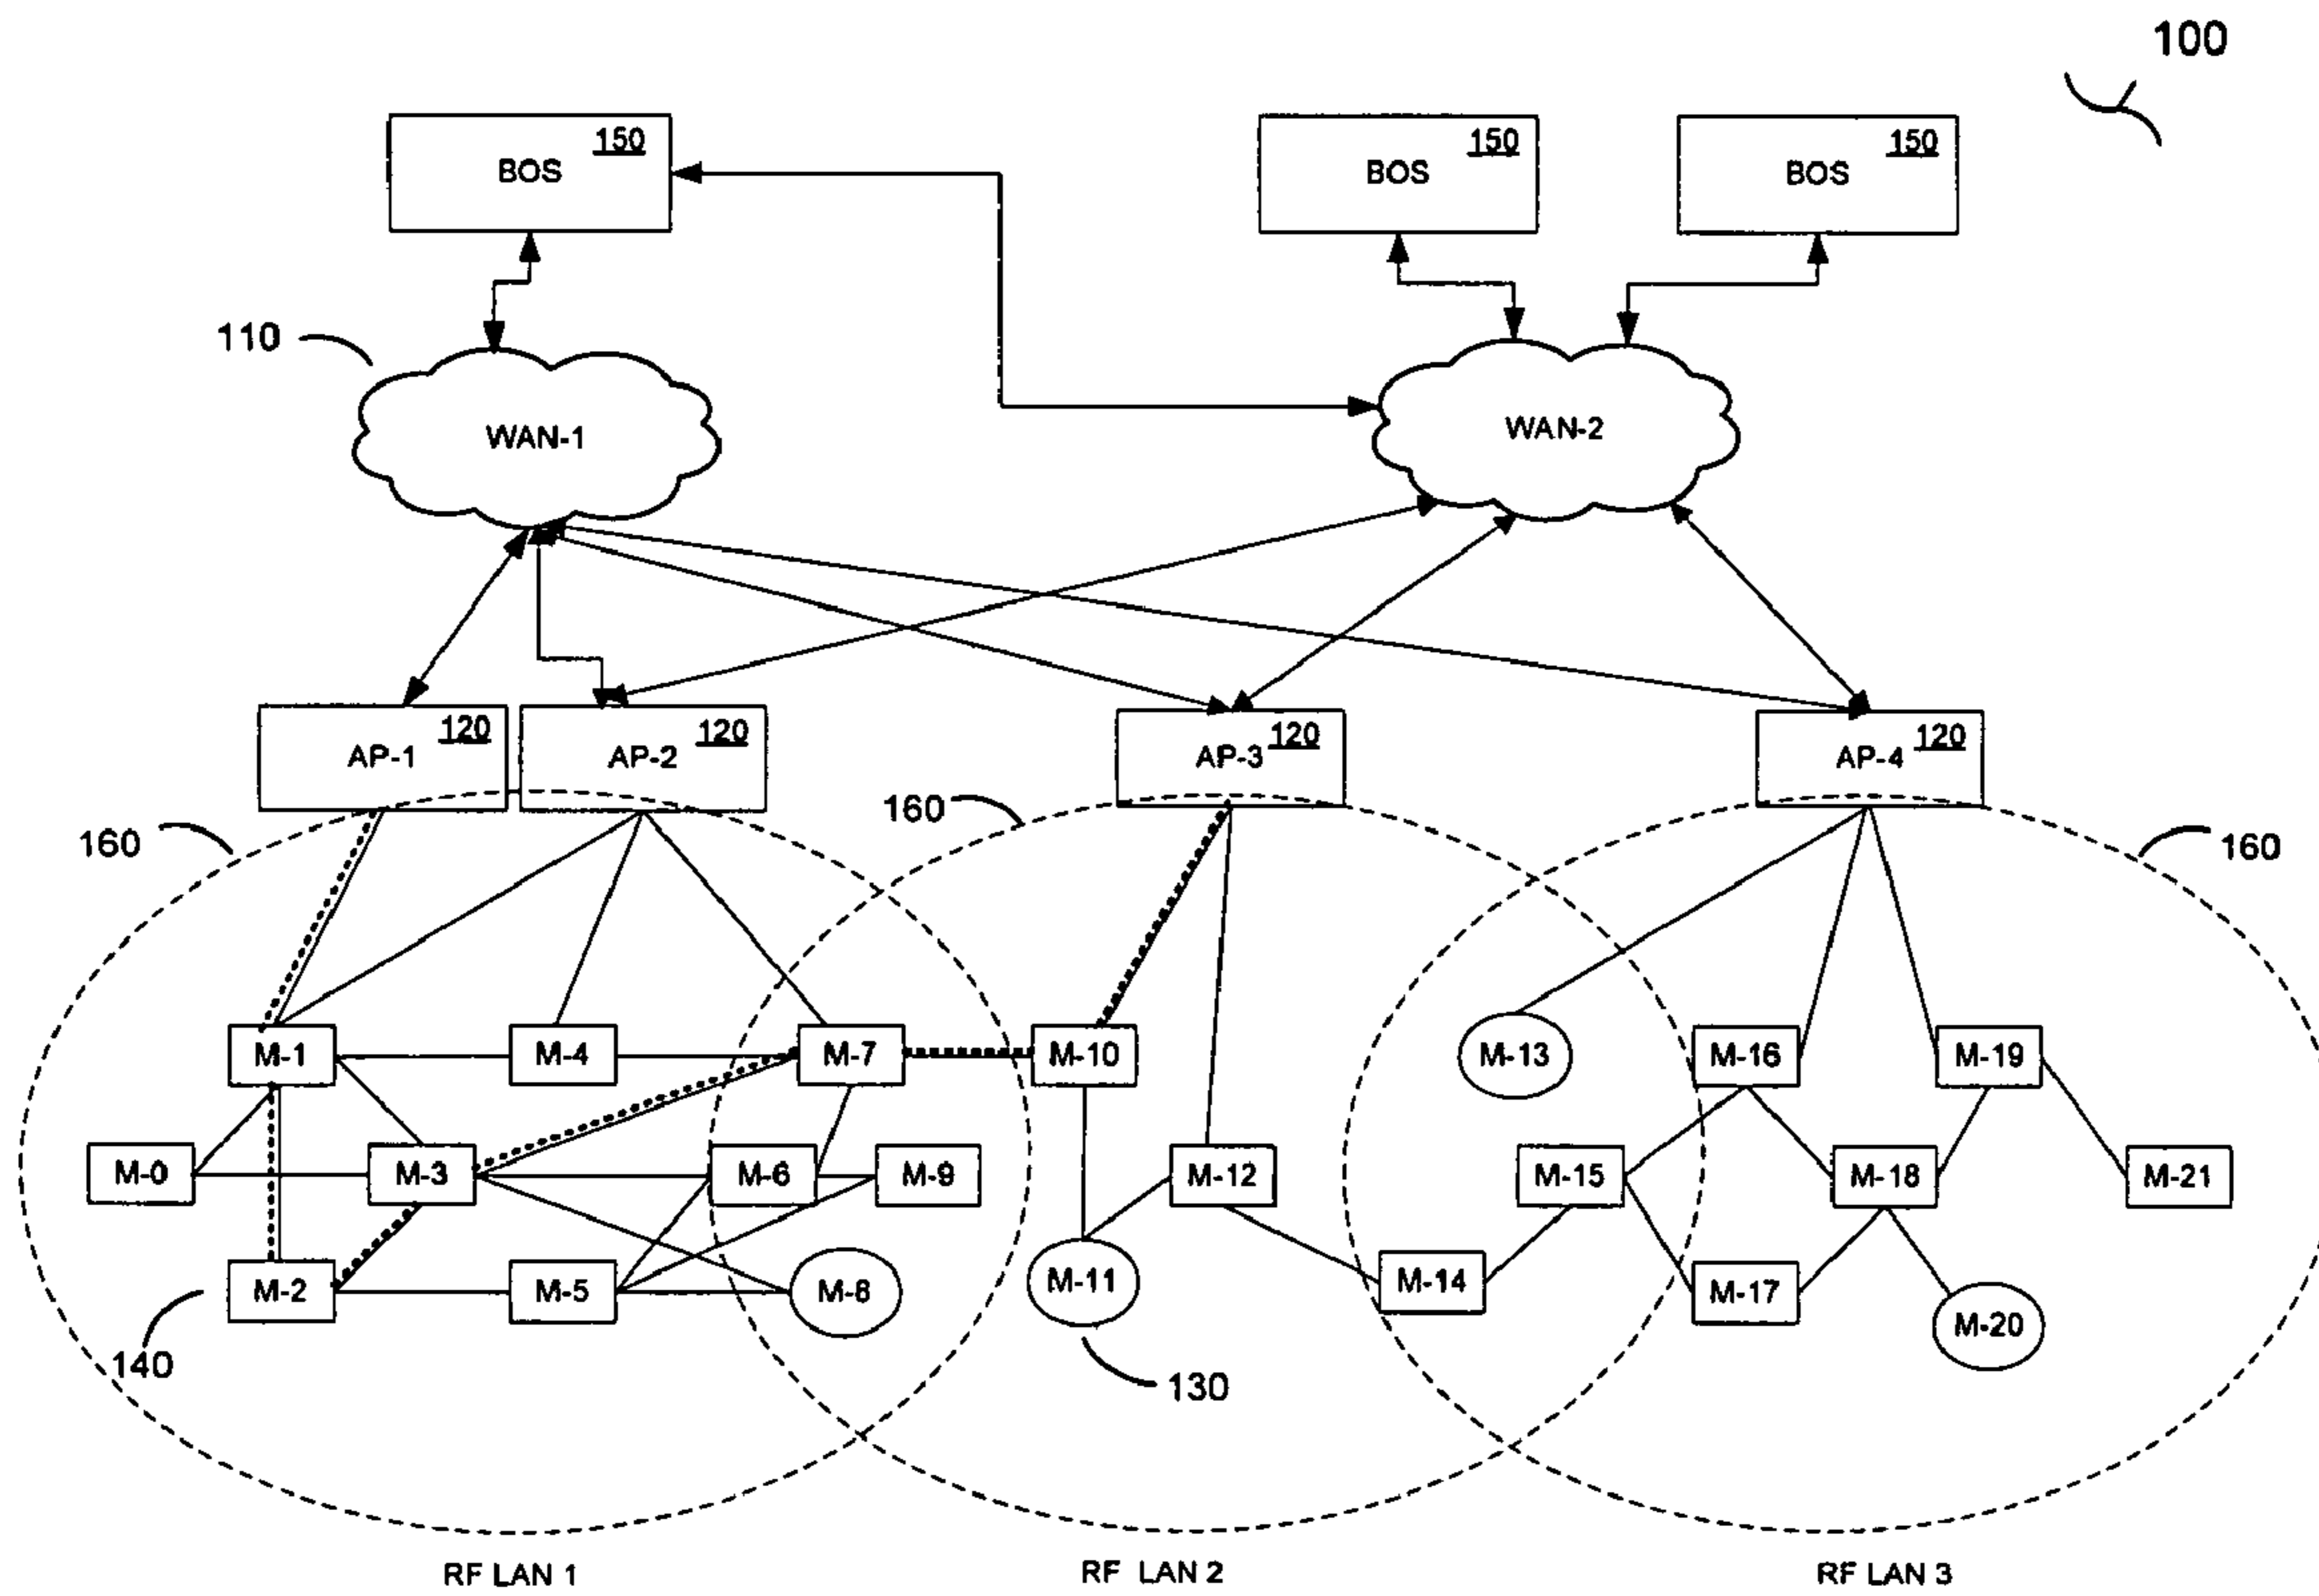 100
150
BOS
150
BOS
150
BOS
110
WAN-1
WAN-2
120
AP-1
120
AP-2
120
AP-3
120
AP-4
160
160
160
M-1
M-4
M-7
M-10
M-13
M-16
M-19
M-0
M-3
M-6
M-9
M-12
M-15
M-18
M-21
M-2
M-5
M-8
M-11
M-14
M-17
M-20
140
130
RF LAN 1
RF LAN 2
RF LAN 3